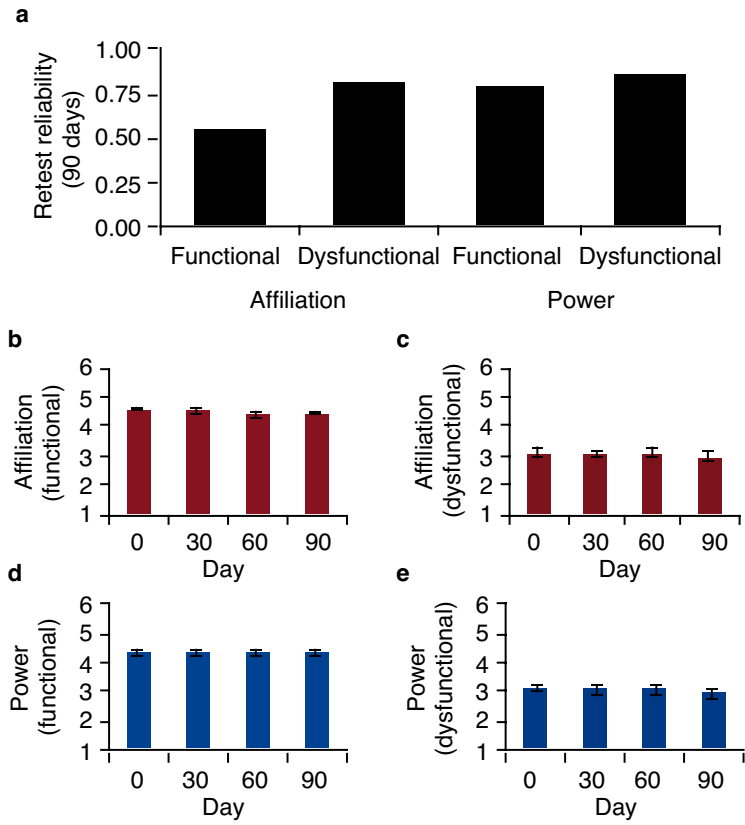 a
Retest reliability
(90 days)
1.00
0.75
0.50
0.25
0.00
Functional Dysfunctional Functional Dysfunctional
Affiliation Power
b
Affiliation
(functional)
6
5
4
3
2
1
0 30 60 90
Day
c
Affiliation
(dysfunctional)
6
5
4
3
2
1
0 30 60 90
Day
d
Power
(functional)
6
5
4
3
2
1
0 30 60 90
Day
e
Power
(dysfunctional)
6
5
4
3
2
1
0 30 60 90
Day